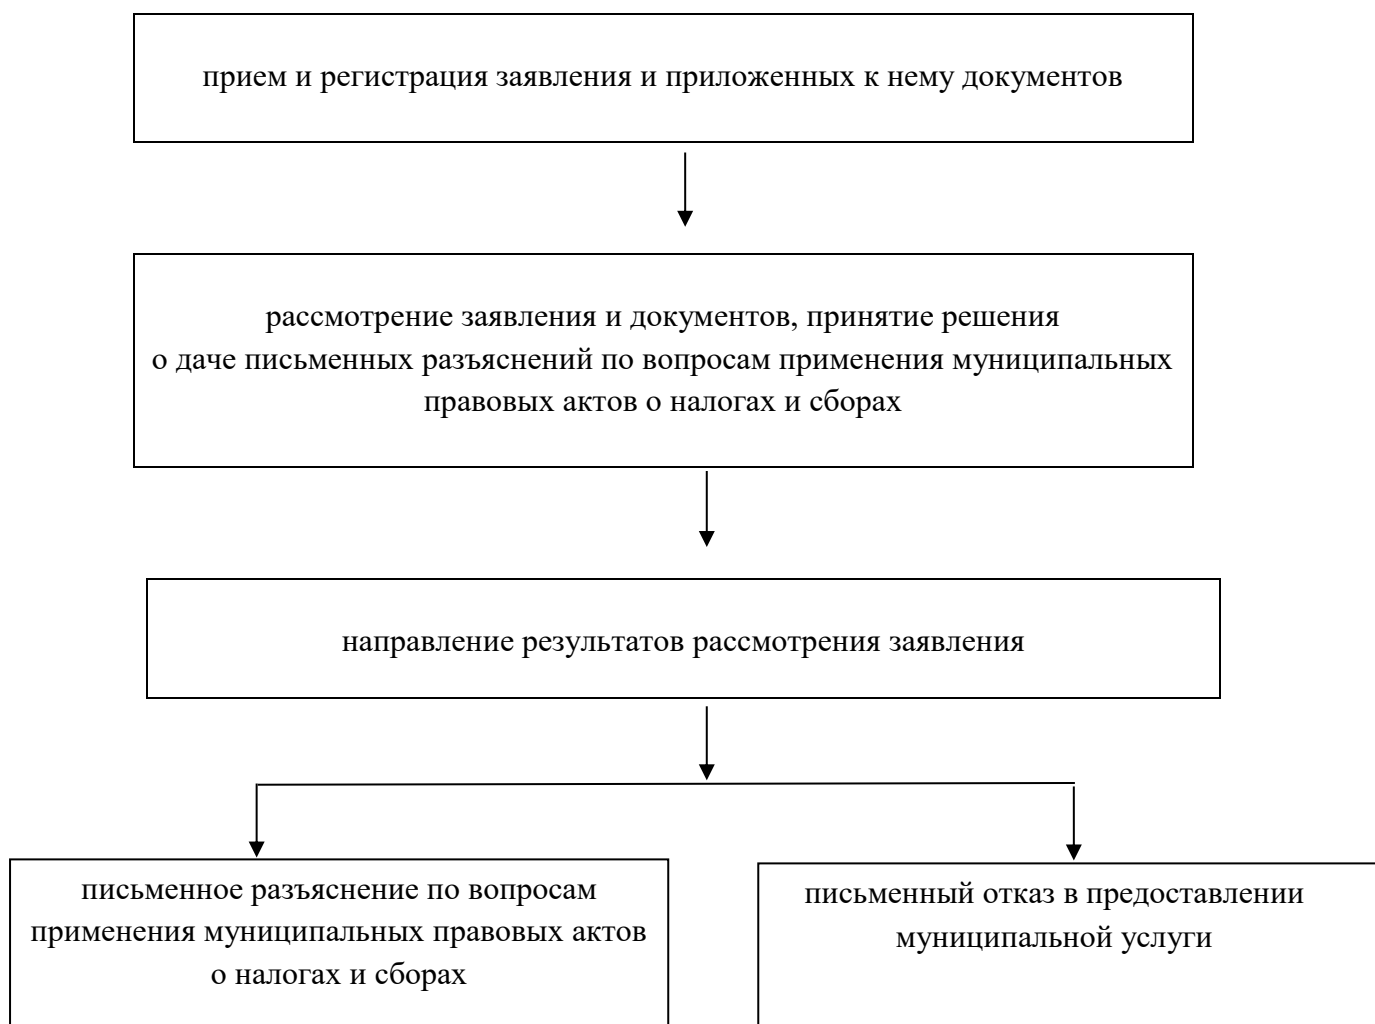 прием и регистрация заявления и приложенных к нему документов
рассмотрение заявления и документов, принятие решения
о даче письменных разъяснений по вопросам применения муниципальных
правовых актов о налогах и сборах
направление результатов рассмотрения заявления
письменное разъяснение по вопросам
применения муниципальных правовых актов
о налогах и сборах
письменный отказ в предоставлении
муниципальной услуги